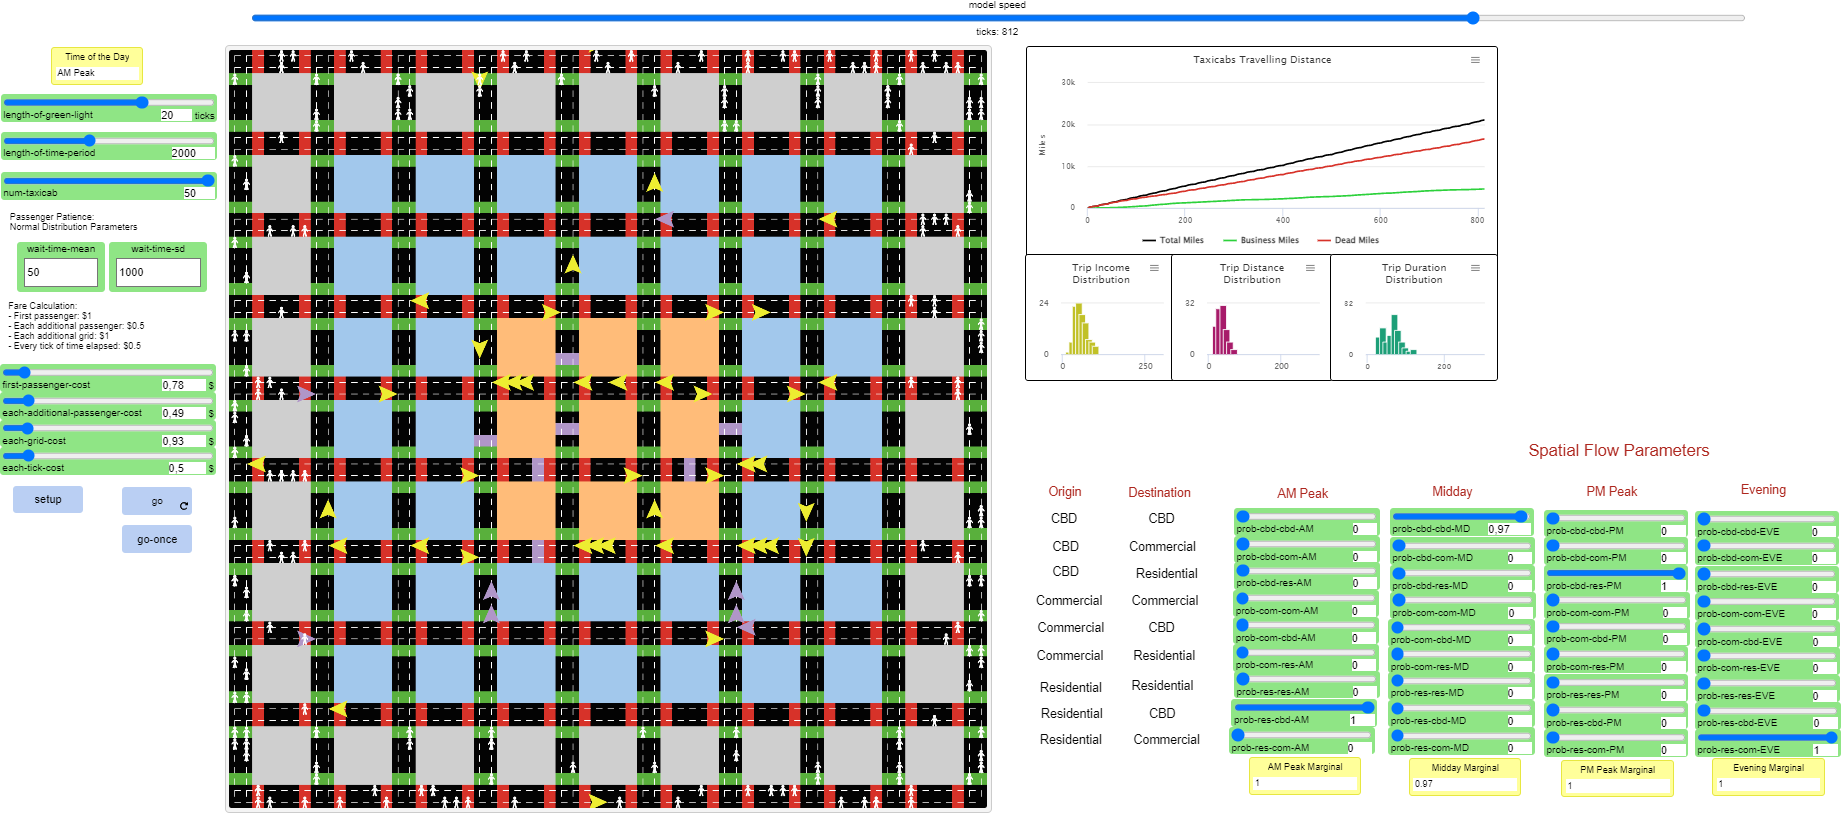 model speed
ticks: 812
Time of the Day
AM Peak
length-of-green-light 20 ticks
length-of-time-period 2000
num-taxicab 50
Passenger Patience:
Normal Distribution Parameters
wait-time-mean
50
wait-time-sd
1000
Fare Calculation:
- First passenger: $1
- Each additional passenger: $0.5
- Each additional grid: $1
- Every tick of time elapsed: $0.5
first-passenger-cost 0,78 $
each-additional-passenger-cost 0,49 $
each-grid-cost 0,93 $
each-tick-cost 0,5 $
setup
go
go-once
Taxicabs Travelling Distance
Miles
30k
20k
10k
0
0 200 400 600 800
Total Miles Business Miles Dead Miles
Trip Income
Distribution
24
0
0 250
Trip Distance
Distribution
32
0
0 200
Trip Duration
Distribution
32
0
0 200
Spatial Flow Parameters
Origin Destination AM Peak Midday PM Peak Evening
CBD CBD
prob-cbd-cbd-AM 0
prob-cbd-cbd-MD 0,97
prob-cbd-cbd-PM 0
prob-cbd-cbd-EVE 0
CBD Commercial
prob-cbd-com-AM 0
prob-cbd-com-MD 0
prob-cbd-com-PM 0
prob-cbd-com-EVE 0
CBD Residential
prob-cbd-res-AM 0
prob-cbd-res-MD 0
prob-cbd-res-PM 1
prob-cbd-res-EVE 0
Commercial Commercial
prob-com-com-AM 0
prob-com-com-MD 0
prob-com-com-PM 0
prob-com-com-EVE 0
Commercial CBD
prob-com-cbd-AM 0
prob-com-cbd-MD 0
prob-com-cbd-PM 0
prob-com-cbd-EVE 0
Commercial Residential
prob-com-res-AM 0
prob-com-res-MD 0
prob-com-res-PM 0
prob-com-res-EVE 0
Residential Residential
prob-res-res-AM 0
prob-res-res-MD 0
prob-res-res-PM 0
prob-res-res-EVE 0
Residential CBD
prob-res-cbd-AM 1
prob-res-cbd-MD 0
prob-res-cbd-PM 0
prob-res-cbd-EVE 0
Residential Commercial
prob-res-com-AM 0
prob-res-com-MD 0
prob-res-com-PM 0
prob-res-com-EVE 1
AM Peak Marginal
1
Midday Marginal
0.97
PM Peak Marginal
1
Evening Marginal
1